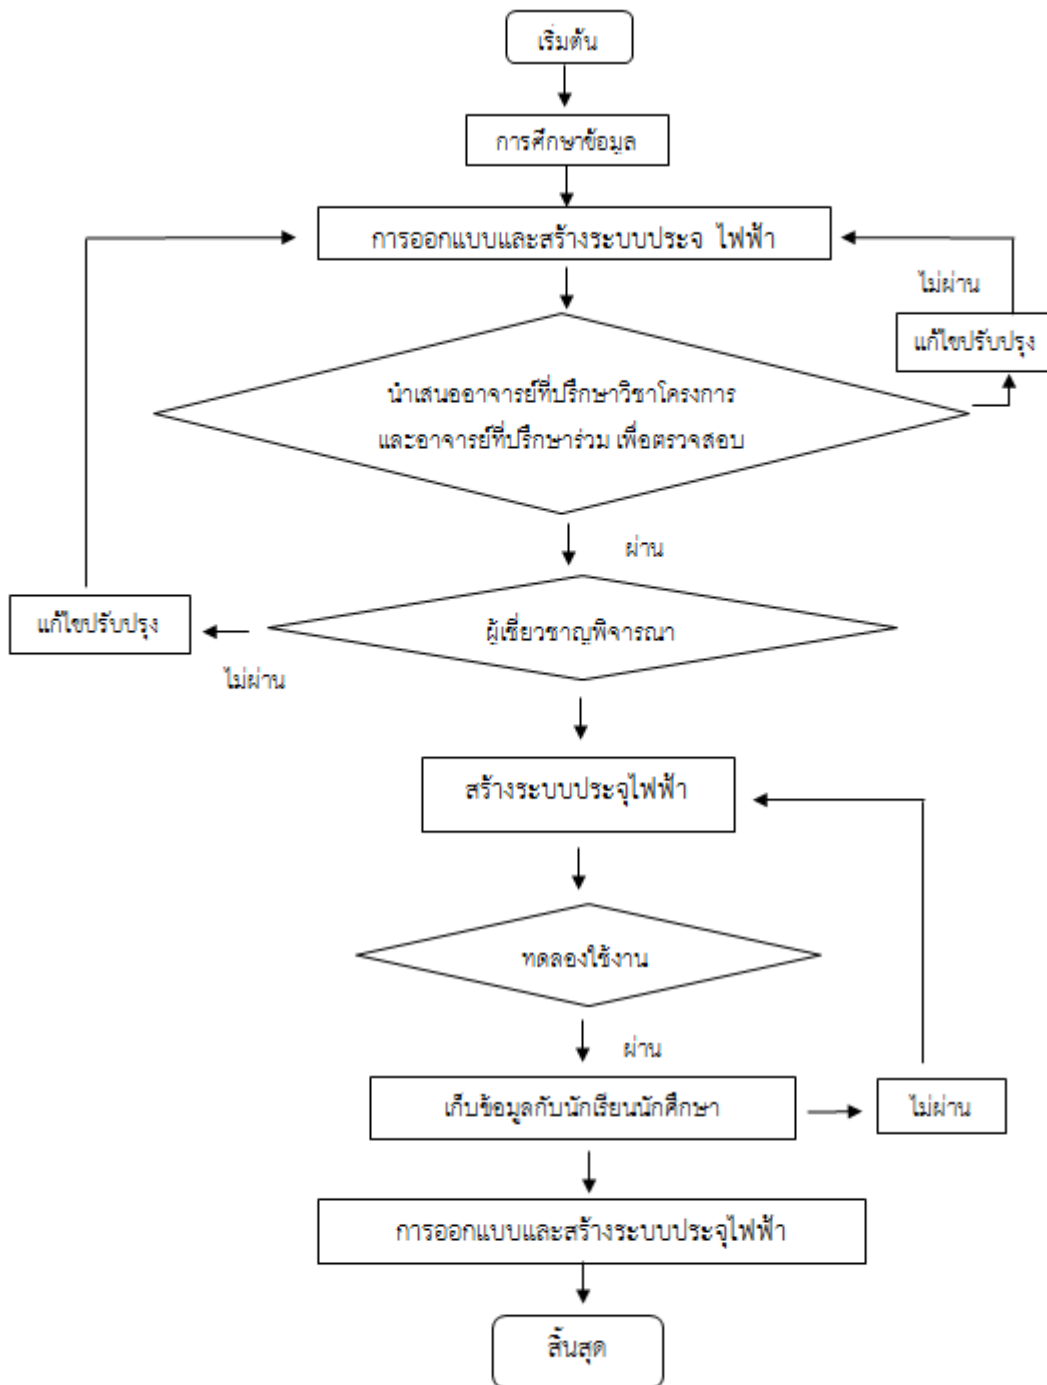 เริ่มต้น
การศึกษาข้อมูล
การออกแบบและสร้างระบบประจ ไฟฟ้า
ไม่ผ่าน
แก้ไขปรับปรุง
นำเสนออาจารย์ที่ปรึกษาวิชาโครงการ
และอาจารย์ที่ปรึกษาร่วม เพื่อตรวจสอบ
ผ่าน
ผู้เชี่ยวชาญพิจารณา
แก้ไขปรับปรุง
ไม่ผ่าน
สร้างระบบประจุไฟฟ้า
ทดลองใช้งาน
ผ่าน
เก็บข้อมูลกับนักเรียนนักศึกษา
ไม่ผ่าน
การออกแบบและสร้างระบบประจุไฟฟ้า
สิ้นสุด